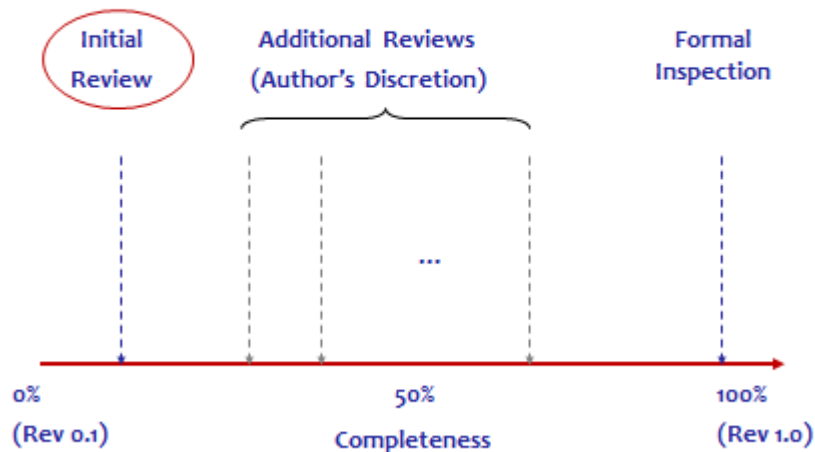 Initial
Review
Additional Reviews
(Author's Discretion)
Formal
Inspection
...
0%
50%
100%
(Rev 0.1)
Completeness
(Rev 1.0)